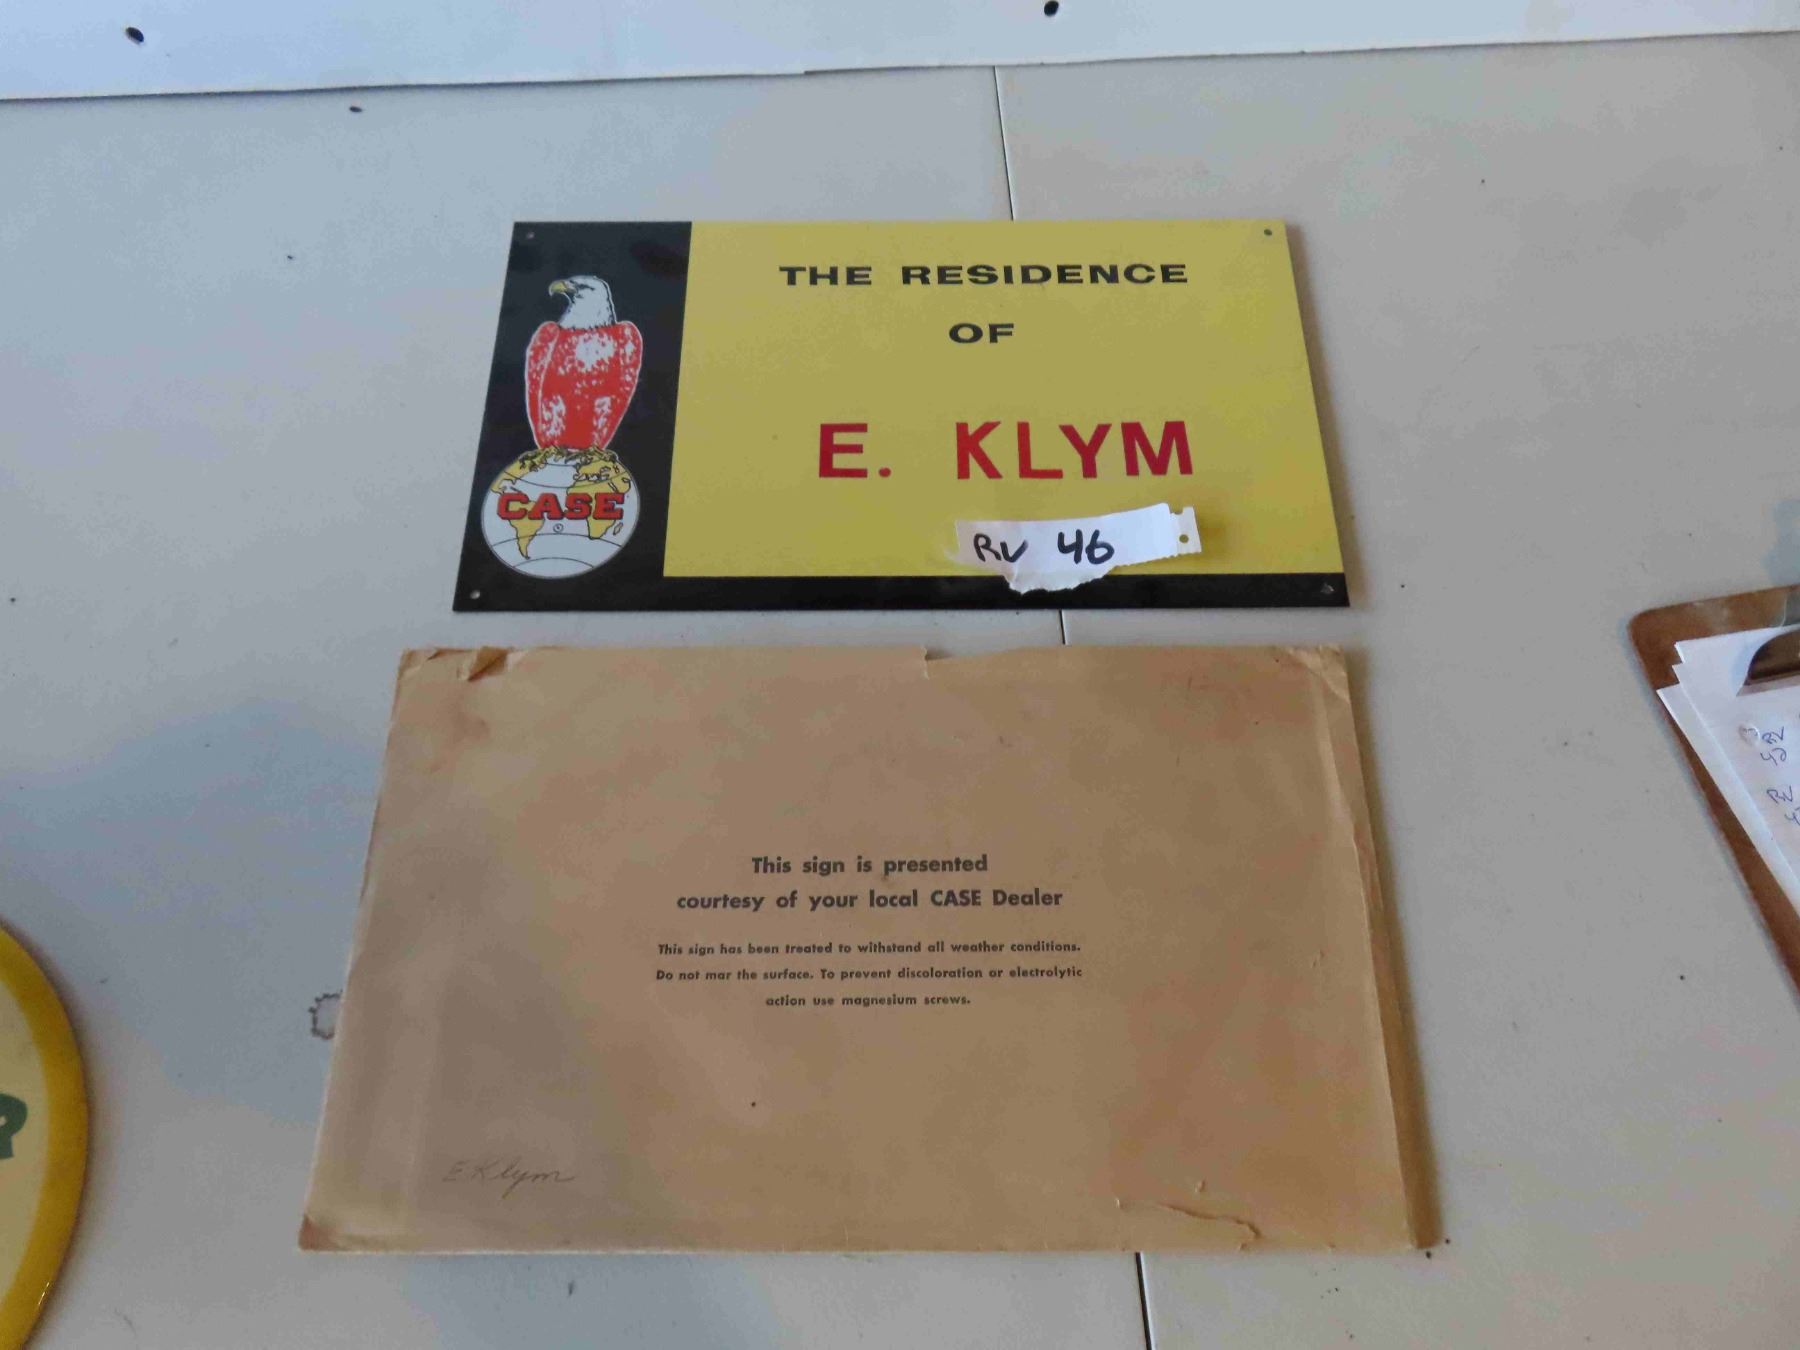 THE RESIDENCE
OF
E. KLYM
CASE
RV 46
This sign is presented
courtesy of your local CASE Dealer
This sign has been treated to withstand all weather conditions.
Do not mar the surface. To prevent discoloration or electrolytic
action use magnesium screws.
E Klym